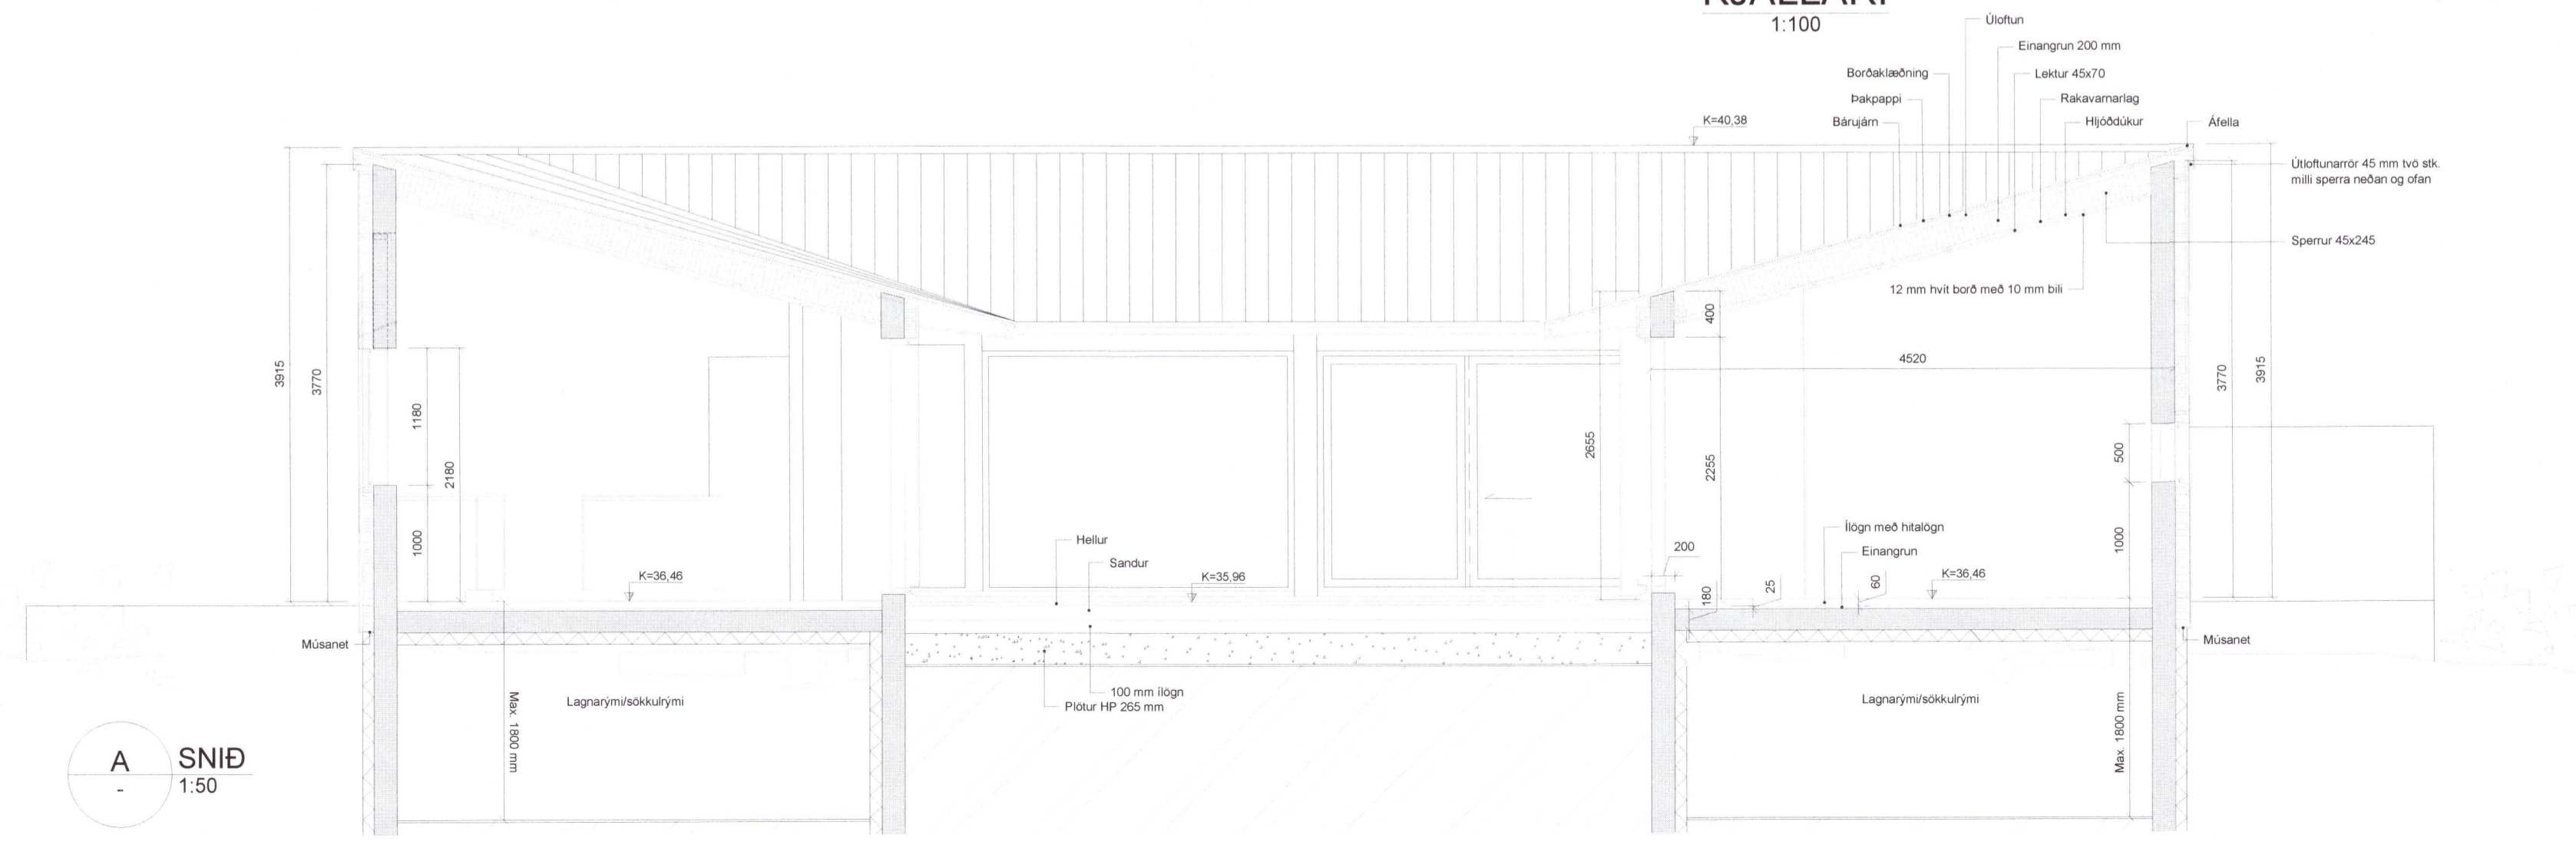 1:100
Úloftun
Einangrun 200 mm
Borðaklæðning
Lektur 45x70
Þakpappi
Rakavarnarlag
K=40,38
Bárujárn
Hljóðdúkur
Áfella
Útloftunarrör 45 mm tvö stk.
milli sperra neðan og ofan
Sperrur 45x245
12 mm hvít borð með 10 mm bili
400
3915
3770
4520
3770
3915
1180
2180
2655
2255
500
1000
1000
Hellur
Sandur
200
Ílögn með hitalögn
Einangrun
K=36,46
K=35,96
180
25
60
K=36,46
Músanet
Músanet
Lagnarými/sökkulrými
Max. 1800 mm
100 mm ílögn
Plötur HP 265 mm
Lagnarými/sökkulrými
Max. 1800 mm
A
-
SNIÐ
1:50